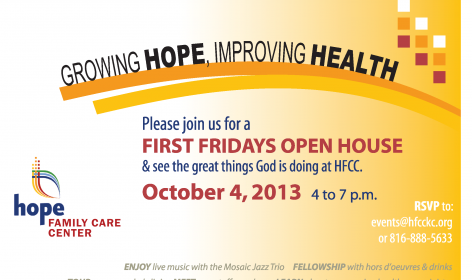 GROWING HOPE, IMPROVING HEALTH
Please join us for a
FIRST FRIDAYS OPEN HOUSE
& see the great things God is doing at HFCC.
October 4, 2013 4 to 7 p.m.
hope
FAMILY CARE
CENTER
RSVP to:
events@hfcckc.org
or 816-888-5633
ENJOY live music with the Mosaic Jazz Trio FELLOWSHIP with hors d'oeuvres & drinks